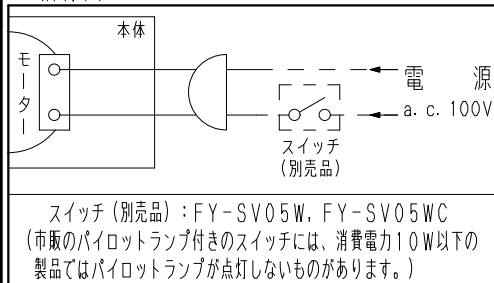 本体
モーター
電源
a.c.100V
スイッチ
(別売品)
スイッチ(別売品):FY-SV05W, FY-SV05WC
(市販のパイロットランプ付きのスイッチには、消費電力10W以下の
製品ではパイロットランプが点灯しないものがあります。)